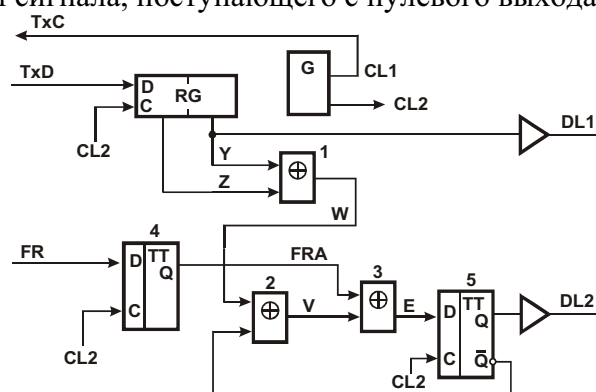 сигнала, поступающего с нулевого выхода
TxC
G
CL1
TxD
D
RG
C
CL2
CL2
DL1
Y
1
⊕
Z
W
4
FR
D
TT
Q
FRA
3
5
2
⊕
⊕
V
E
D
TT
Q
DL2
C
C
Q̅
CL2
CL2